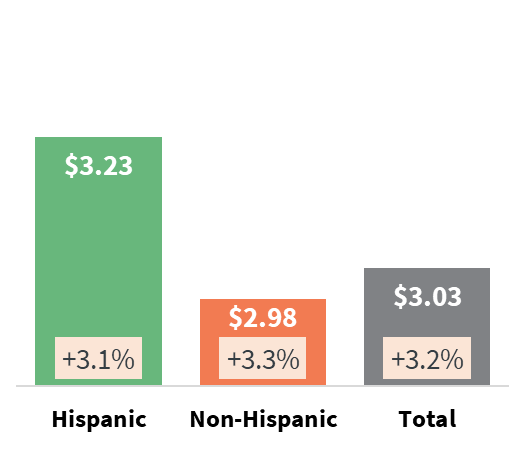 $3.23
$2.98
$3.03
+3.1%
+3.3%
+3.2%
Hispanic
Non-Hispanic
Total